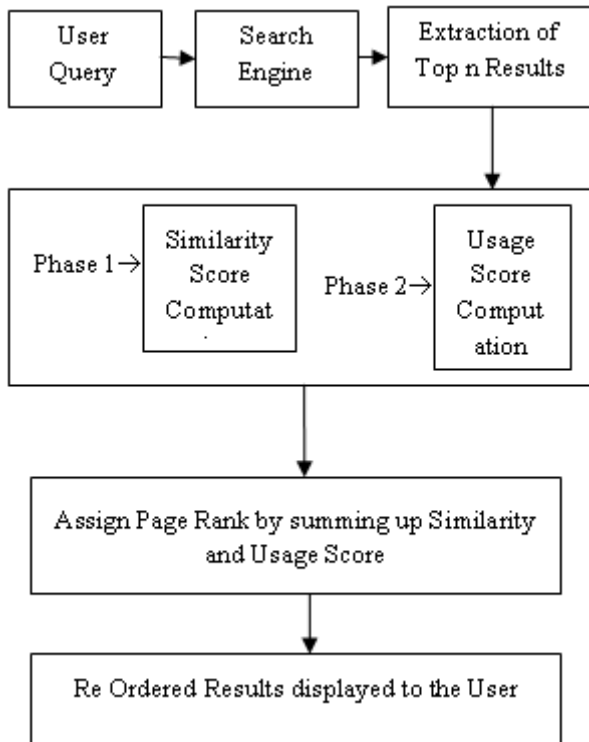 User
Query
Search
Engine
Extraction of
Top n Results
Phase 1→
Similarity
Score
Computat
.
Phase 2→
Usage
Score
Comput
ation
Assign Page Rank by summing up Similarity
and Usage Score
Re Ordered Results displayed to the User